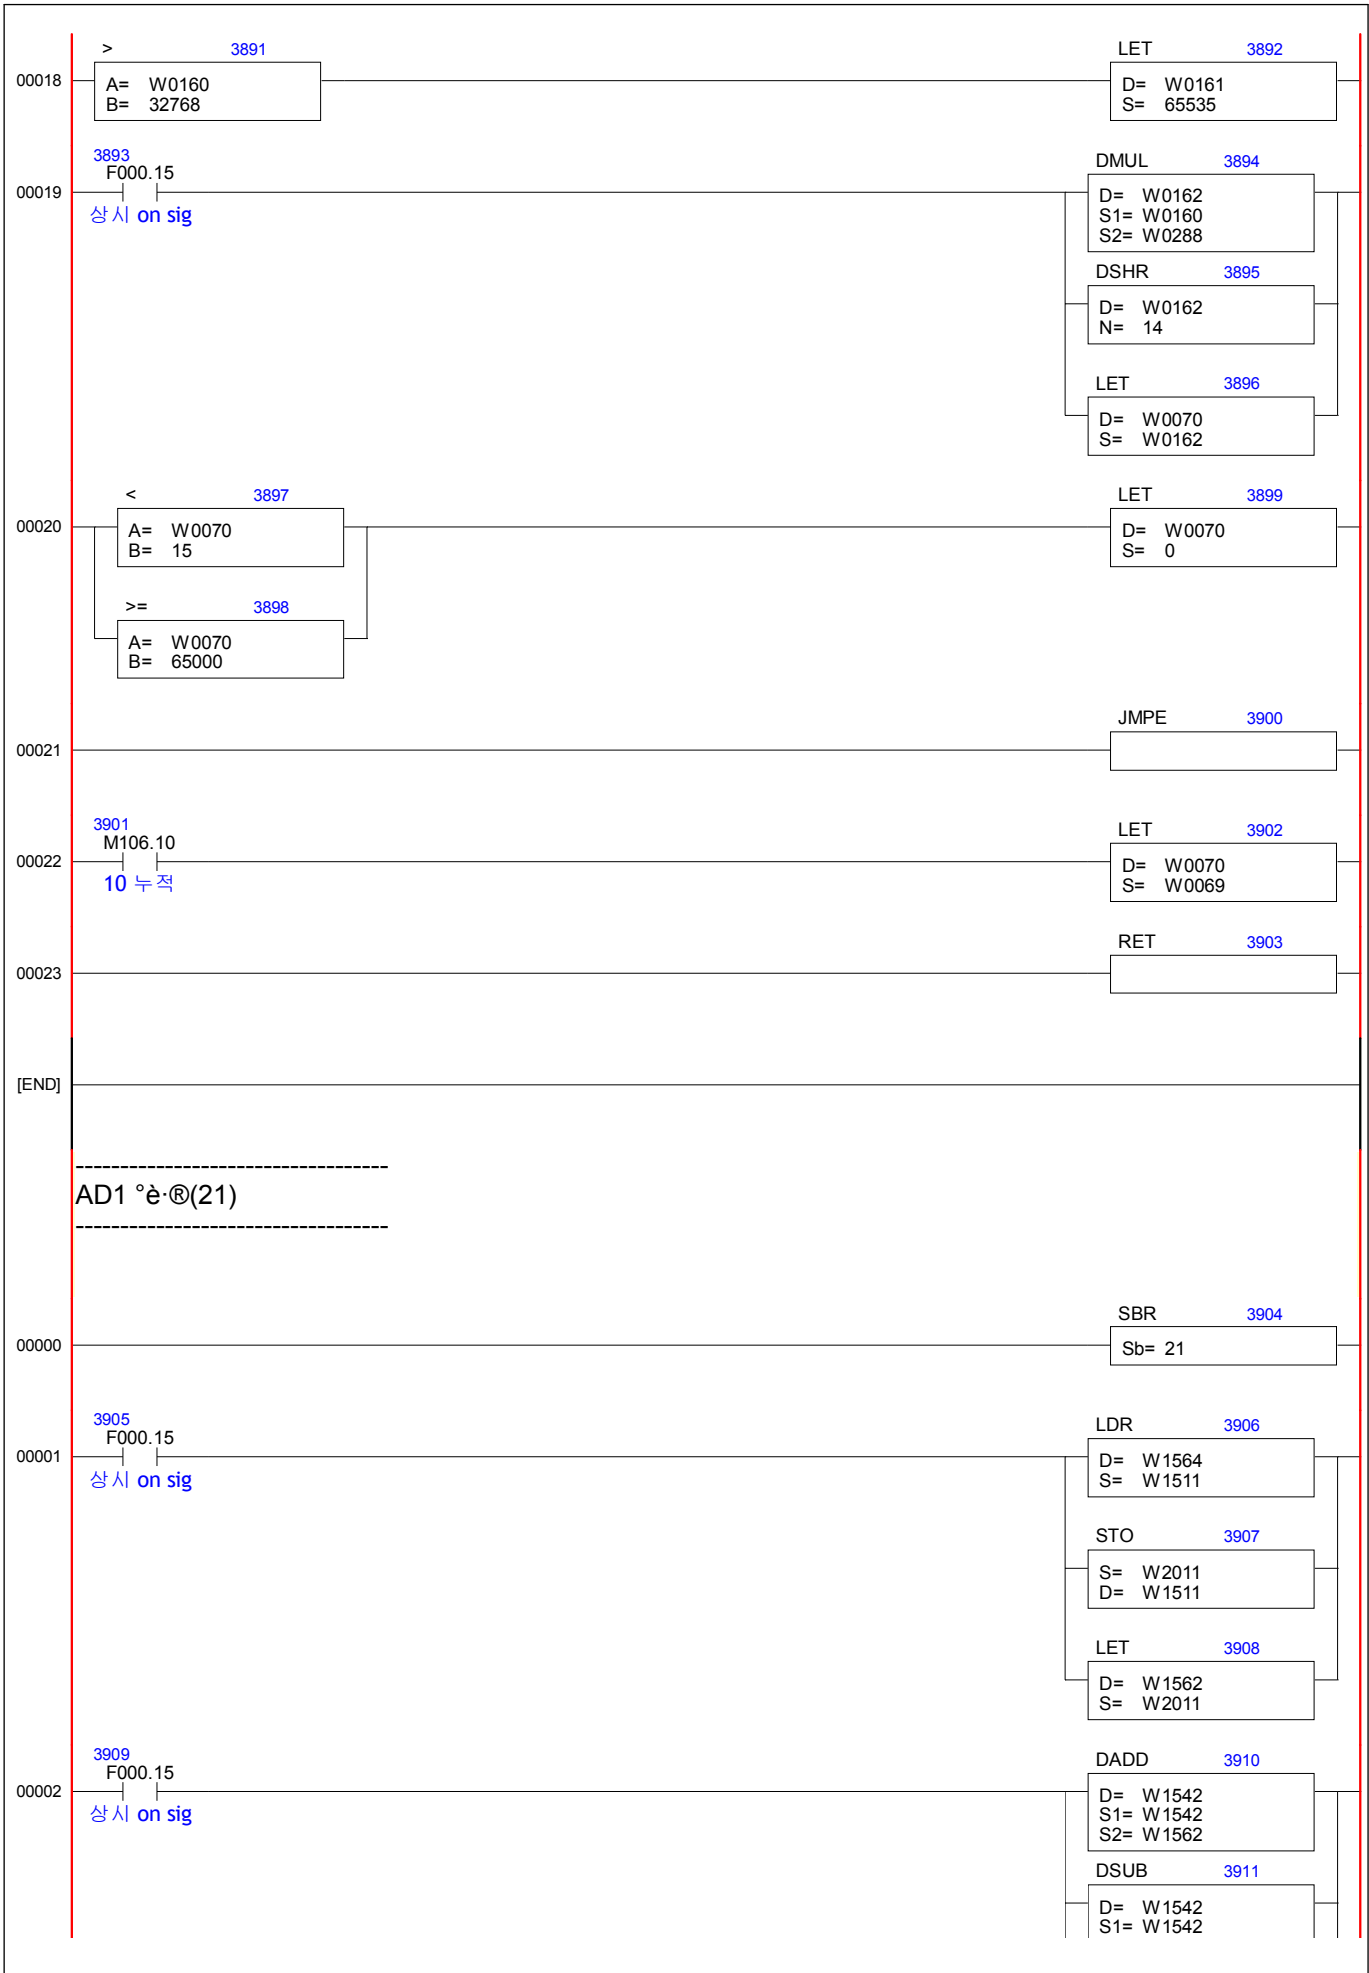 > 3891
LET 3892
00018
A= W0160
B= 32768
D= W0161
S= 65535
3893
F000.15
00019
상시 on sig
DMUL 3894
D= W0162
S1= W0160
S2= W0288
DSHR 3895
D= W0162
N= 14
LET 3896
D= W0070
S= W0162
< 3897
LET 3899
00020
A= W0070
B= 15
D= W0070
S= 0
>= 3898
A= W0070
B= 65000
JMPE 3900
00021
3901
M106.10
00022
10 누적
LET 3902
D= W0070
S= W0069
RET 3903
00023
[END]
-----------------------------------
AD1 °è·®(21)
-----------------------------------
SBR 3904
00000
Sb= 21
3905
F000.15
00001
상시 on sig
LDR 3906
D= W1564
S= W1511
STO 3907
S= W2011
D= W1511
LET 3908
D= W1562
S= W2011
3909
F000.15
00002
상시 on sig
DADD 3910
D= W1542
S1= W1542
S2= W1562
DSUB 3911
D= W1542
S1= W1542